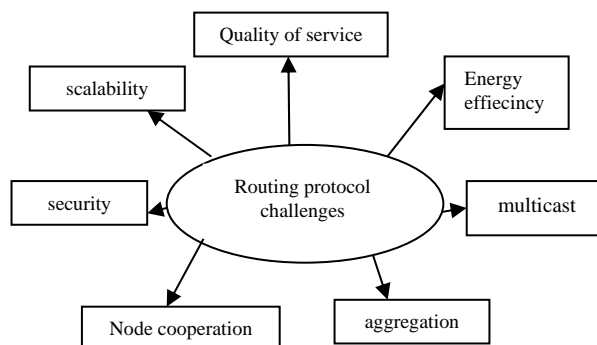 Quality of service
scalability
Energy
effiecincy
Routing protocol
challenges
security
multicast
Node cooperation
aggregation